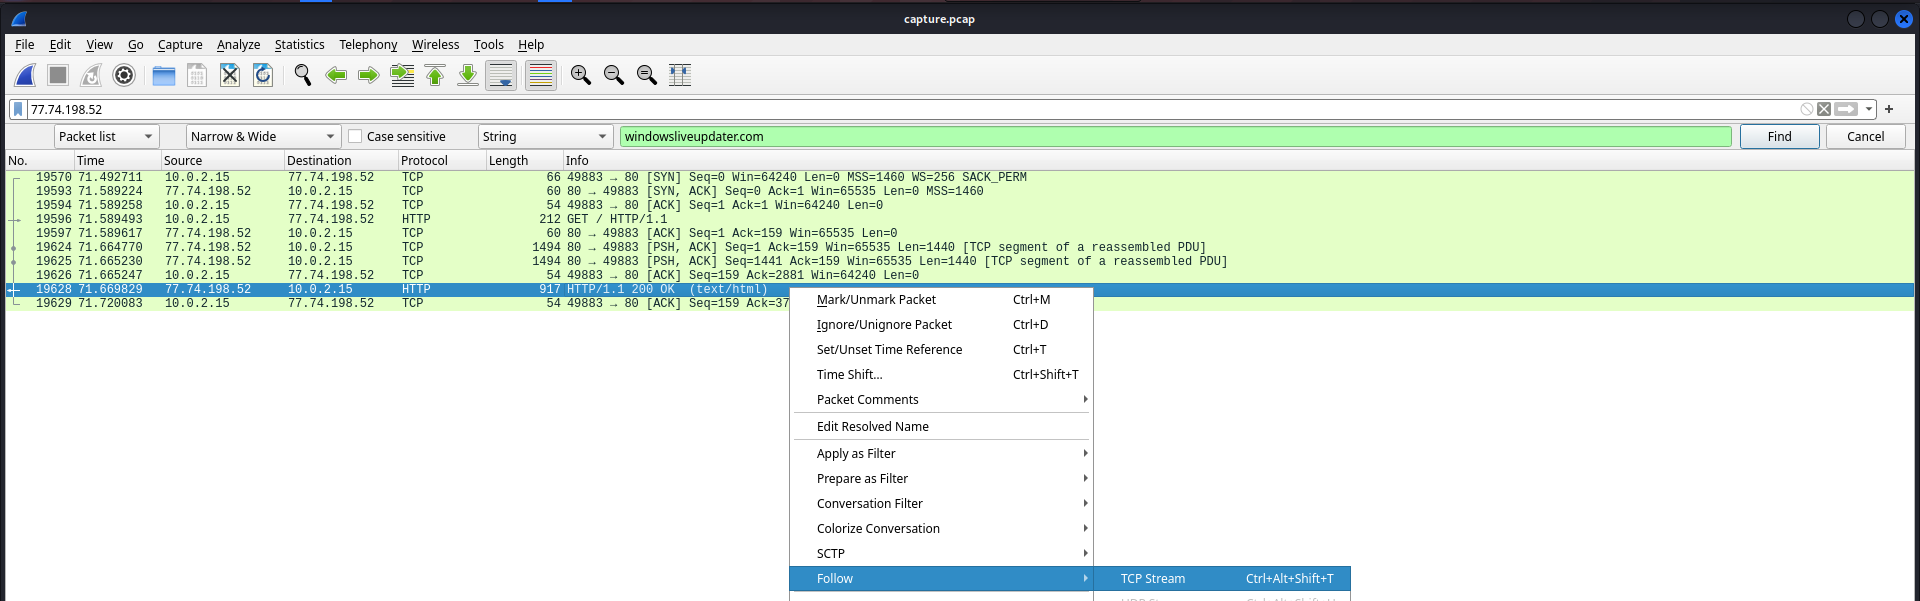 capture.pcap
File Edit View Go Capture Analyze Statistics Telephony Wireless Tools Help
77.74.198.52
Packet list Narrow & Wide Case sensitive String windowsliveupdater.com Find Cancel
No. Time Source Destination Protocol Length Info
19570 71.492711 10.0.2.15 77.74.198.52 TCP 66 49883 → 80 [SYN] Seq=0 Win=64240 Len=0 MSS=1460 WS=256 SACK_PERM
19593 71.589224 77.74.198.52 10.0.2.15 TCP 60 80 → 49883 [SYN, ACK] Seq=0 Ack=1 Win=65535 Len=0 MSS=1460
19594 71.589258 10.0.2.15 77.74.198.52 TCP 54 49883 → 80 [ACK] Seq=1 Ack=1 Win=64240 Len=0
19596 71.589493 10.0.2.15 77.74.198.52 HTTP 212 GET / HTTP/1.1
19597 71.589617 77.74.198.52 10.0.2.15 TCP 60 80 → 49883 [ACK] Seq=1 Ack=159 Win=65535 Len=0
19624 71.664770 77.74.198.52 10.0.2.15 TCP 1494 80 → 49883 [PSH, ACK] Seq=1 Ack=159 Win=65535 Len=1440 [TCP segment of a reassembled PDU]
19625 71.665230 77.74.198.52 10.0.2.15 TCP 1494 80 → 49883 [PSH, ACK] Seq=1441 Ack=159 Win=65535 Len=1440 [TCP segment of a reassembled PDU]
19626 71.665247 10.0.2.15 77.74.198.52 TCP 54 49883 → 80 [ACK] Seq=159 Ack=2881 Win=64240 Len=0
19628 71.669829 77.74.198.52 10.0.2.15 HTTP 917 HTTP/1.1 200 OK (text/html)
19629 71.720083 10.0.2.15 77.74.198.52 TCP 54 49883 → 80 [ACK] Seq=159 Ack=37
Mark/Unmark Packet Ctrl+M
Ignore/Unignore Packet Ctrl+D
Set/Unset Time Reference Ctrl+T
Time Shift... Ctrl+Shift+T
Packet Comments
Edit Resolved Name
Apply as Filter
Prepare as Filter
Conversation Filter
Colorize Conversation
SCTP
Follow TCP Stream Ctrl+Alt+Shift+T